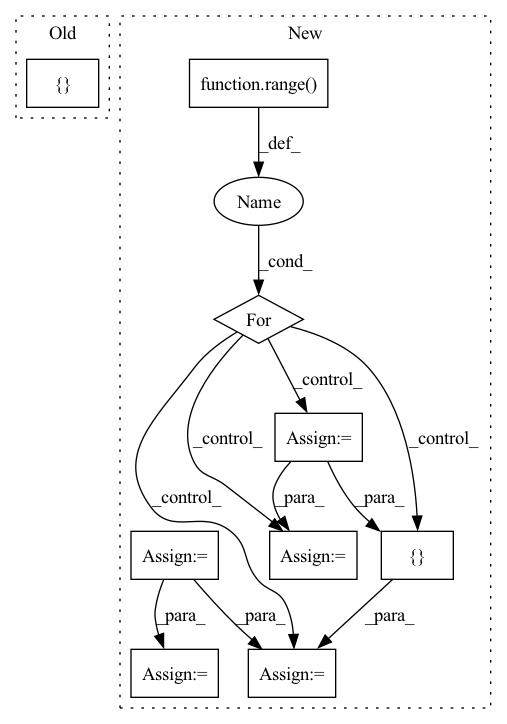 Old
New
{}
function.range()
_def_
Name
_cond_
For
_control_
_control_
_control_
_control_
Assign:=
_para_
_para_
Assign:=
Assign:=
{}
_para_
_para_
_para_
Assign:=
Assign:=